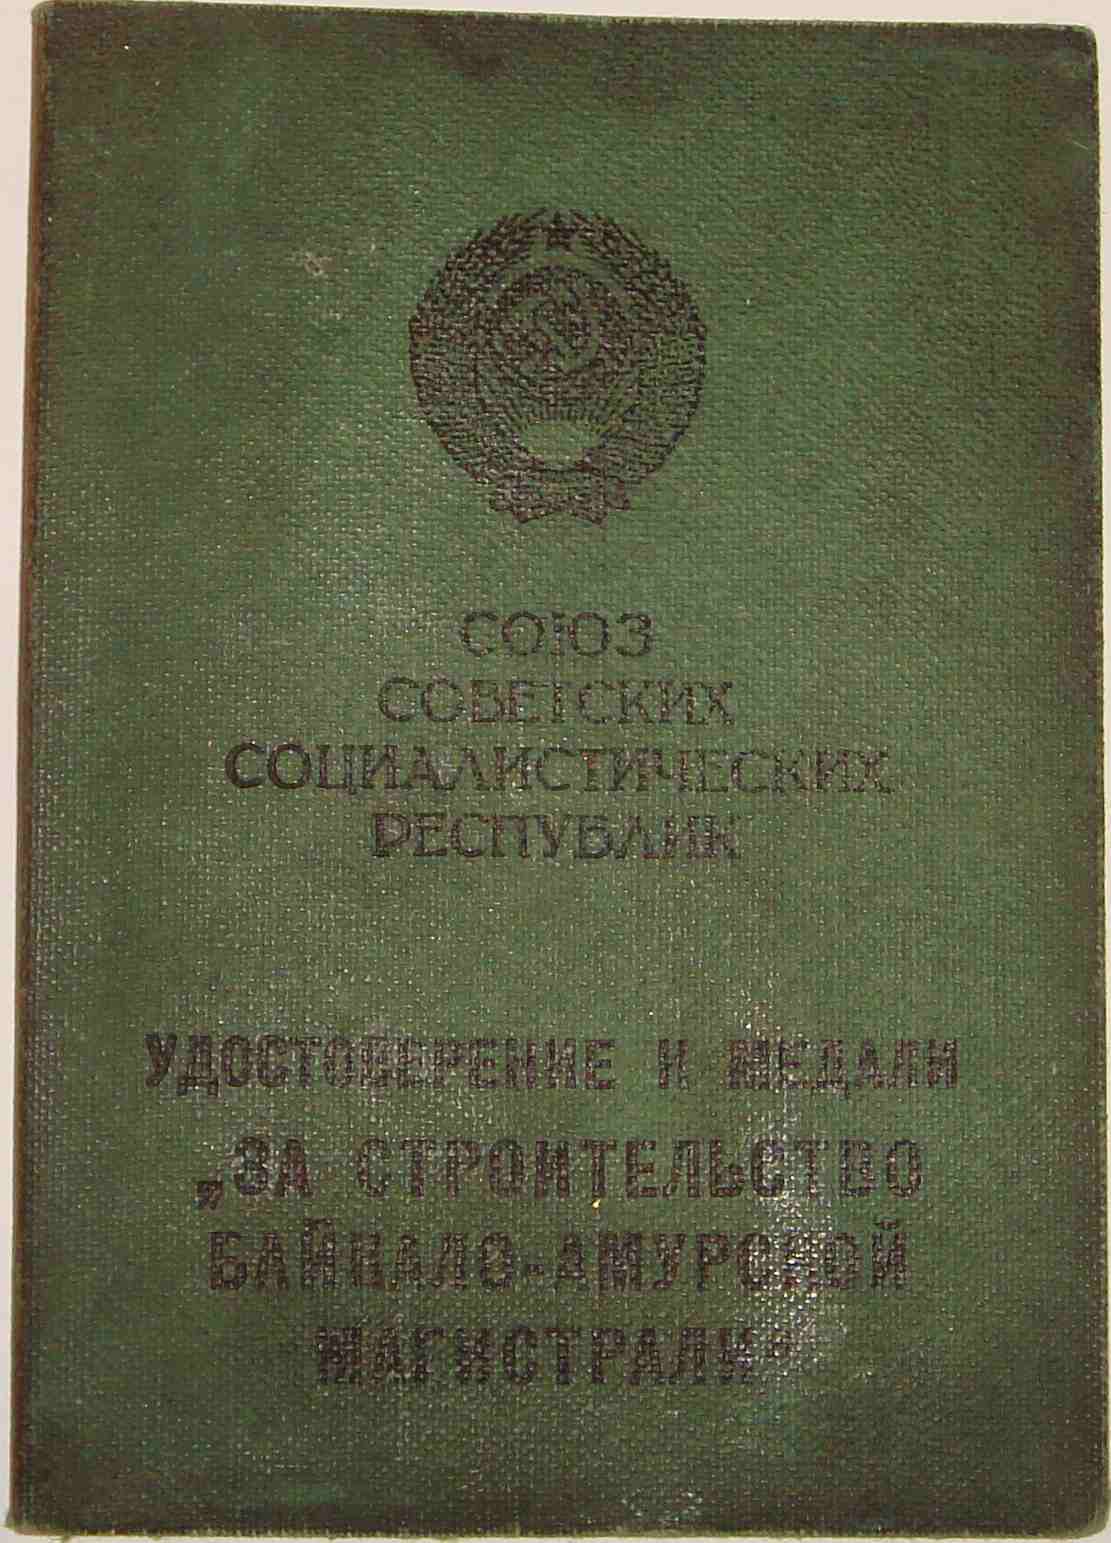 СОЮЗ
СОВЕТСКИХ
СОЦИАЛИСТИЧЕСКИХ
РЕСПУБЛИК
УДОСТОВЕРЕНИЕ К МЕДАЛИ
„ЗА СТРОИТЕЛЬСТВО
БАЙКАЛО-АМУРСКОЙ
МАГИСТРАЛИ“